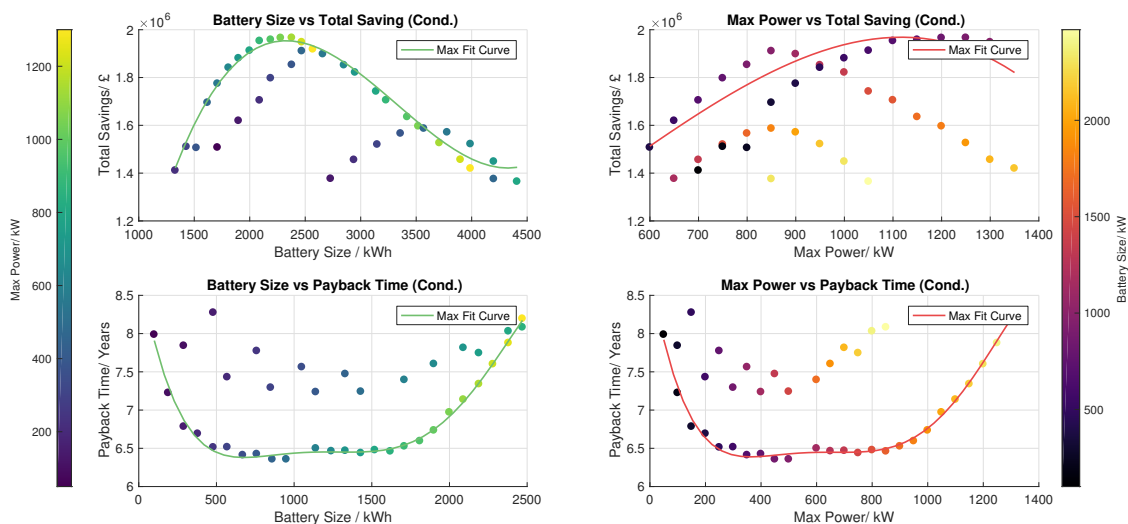 Battery Size vs Total Saving (Cond.)
×10⁶
2
1.8
1.6
1.4
1.2
Total Savings/ £
Max Fit Curve
1000 1500 2000 2500 3000 3500 4000 4500
Battery Size / kWh
Max Power vs Total Saving (Cond.)
×10⁶
2
1.8
1.6
1.4
1.2
Total Savings/ £
Max Fit Curve
600 700 800 900 1000 1100 1200 1300 1400
Max Power/ kW
1200
1000
800
600
400
200
Max Power/ kW
Battery Size vs Payback Time (Cond.)
8.5
8
7.5
7
6.5
6
Payback Time/ Years
Max Fit Curve
0 500 1000 1500 2000 2500
Battery Size / kWh
Max Power vs Payback Time (Cond.)
8.5
8
7.5
7
6.5
6
Payback Time/ Years
Max Fit Curve
0 200 400 600 800 1000 1200 1400
Max Power/ kW
2000
1500
1000
500
Battery Size/ kW